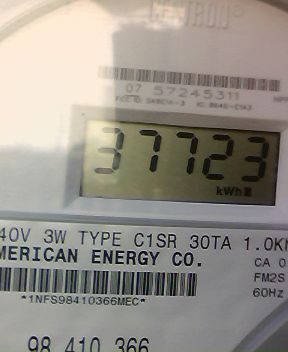 CENTRON®
07 57245311
37723
kWh
40V 3W TYPE C1SR 30TA 1.0K
MERICAN ENERGY CO.
CA 0
FM2S
60Hz
*1NFS98410366MEC*
98 410 366